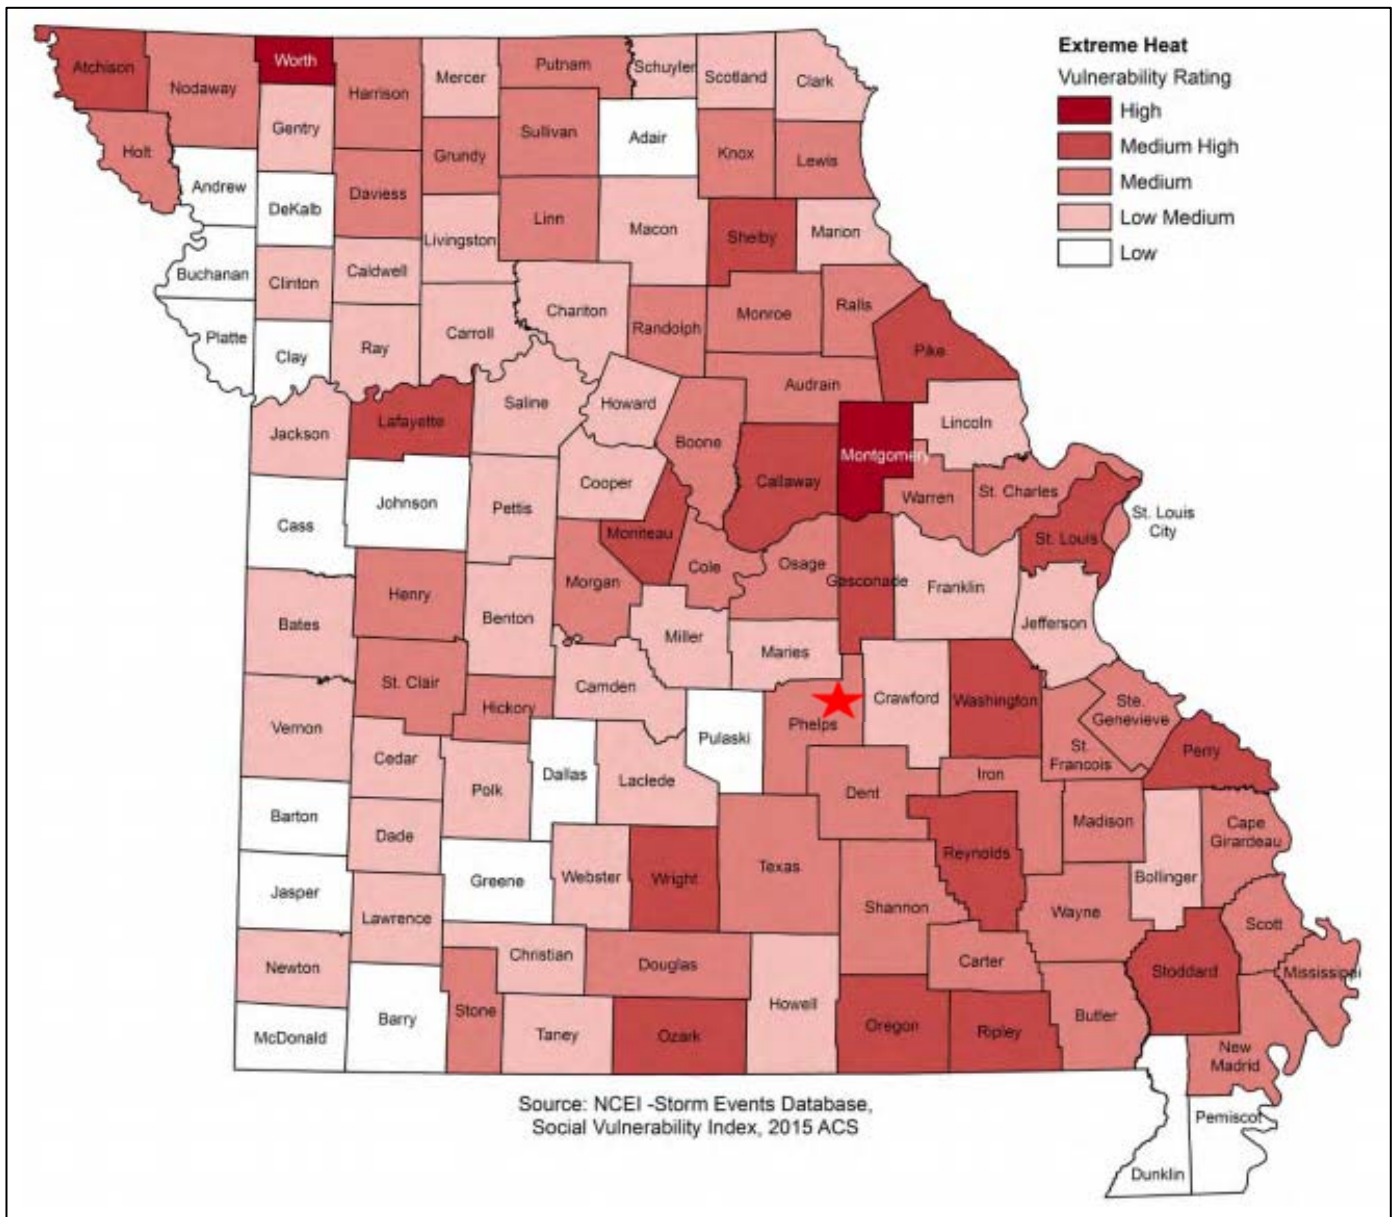 Extreme Heat
Vulnerability Rating
High
Medium High
Medium
Low Medium
Low
Atchison
Nodaway
Worth
Harrison
Mercer
Putnam
Schuyler
Scotland
Clark
Gentry
Holt
Andrew
DeKalb
Daviess
Grundy
Sullivan
Adair
Knox
Lewis
Linn
Macon
Shelby
Marion
Buchanan
Clinton
Caldwell
Livingston
Chariton
Randolph
Monroe
Ralls
Platte
Clay
Ray
Carroll
Pike
Audrain
Jackson
Lafayette
Saline
Howard
Boone
Callaway
Montgomery
Lincoln
Cass
Johnson
Pettis
Cooper
Moniteau
Cole
Osage
Gasconade
Warren
St. Charles
St. Louis
St. Louis
City
Franklin
Jefferson
Bates
Henry
Benton
Morgan
Miller
Maries
Camden
Vernon
St. Clair
Hickory
Pulaski
Phelps
Crawford
Washington
St.
Francois
Ste.
Genevieve
Perry
Cedar
Polk
Dallas
Laclede
Dent
Iron
Madison
Bollinger
Cape
Girardeau
Barton
Dade
Greene
Webster
Wright
Texas
Reynolds
Shannon
Wayne
Scott
Jasper
Lawrence
Christian
Douglas
Howell
Carter
Stoddard
Mississippi
Newton
McDonald
Barry
Stone
Taney
Ozark
Oregon
Ripley
Butler
New
Madrid
Pemiscot
Dunklin
Source: NCEI -Storm Events Database,
Social Vulnerability Index, 2015 ACS